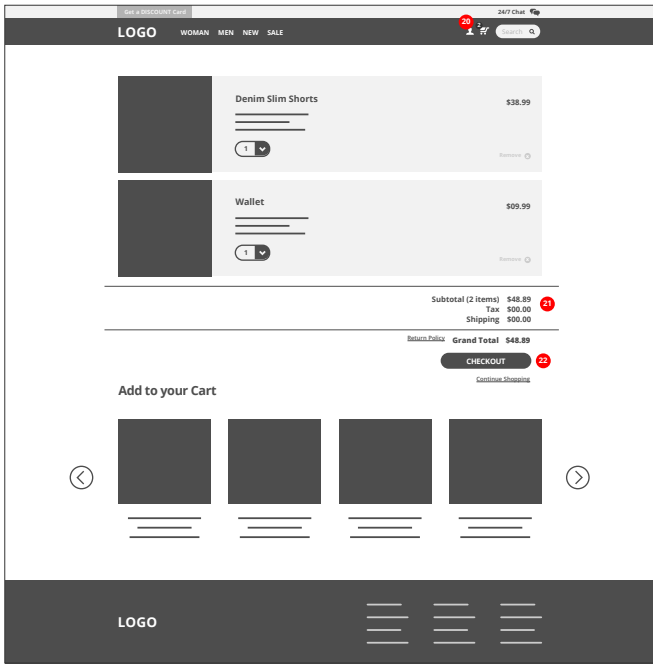 Get a DISCOUNT Card
24/7 Chat
20
2
LOGO WOMAN MEN NEW SALE
Search
Denim Slim Shorts
$38.99
1
Remove
Wallet
$09.99
1
Remove
Subtotal (2 items) $48.89
21
Tax $00.00
Shipping $00.00
Return Policy Grand Total $48.89
CHECKOUT
22
Continue Shopping
Add to your Cart
LOGO